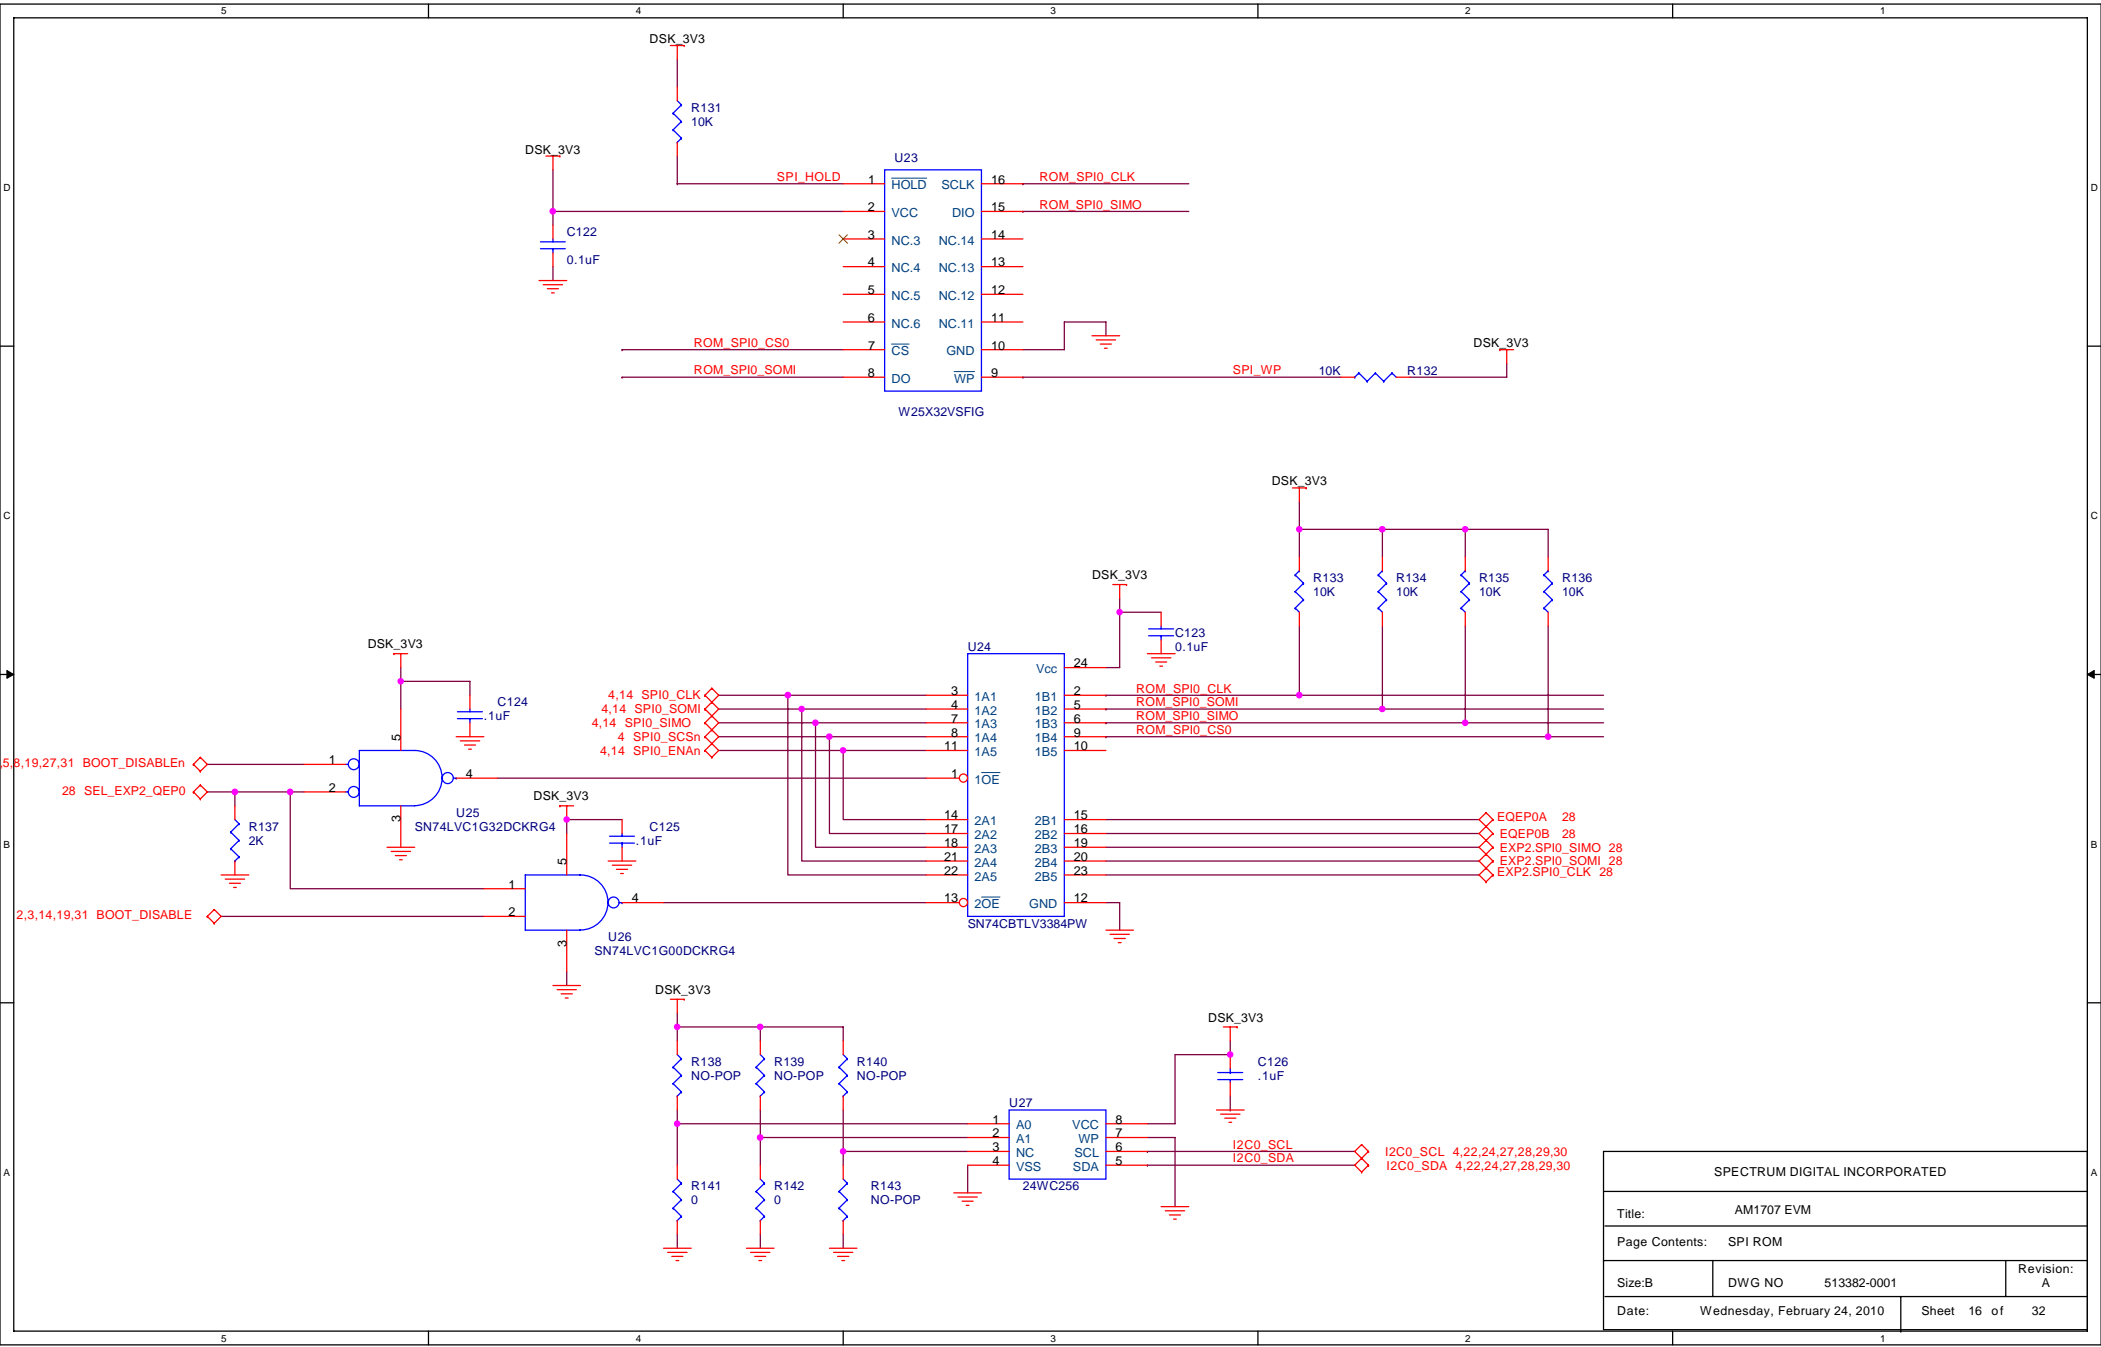 5 4 3 2 1
DSK_3V3
R131
10K
DSK_3V3
C122
0.1uF
U23
SPI_HOLD 1 HOLD SCLK 16 ROM_SPI0_CLK
2 VCC DIO 15 ROM_SPI0_SIMO
3 NC.3 NC.14 14
4 NC.4 NC.13 13
5 NC.5 NC.12 12
6 NC.6 NC.11 11
ROM_SPI0_CS0 7 CS GND 10
ROM_SPI0_SOMI 8 DO WP 9 SPI_WP 10K R132
DSK_3V3
W25X32VSFIG
D D
C C
DSK_3V3
R133
10K
R134
10K
R135
10K
R136
10K
DSK_3V3
C123
0.1uF
DSK_3V3
C124
.1uF
U24
Vcc 24
4,14 SPI0_CLK 3 1A1 1B1 2 ROM_SPI0_CLK
4,14 SPI0_SOMI 4 1A2 1B2 5 ROM_SPI0_SOMI
4,14 SPI0_SIMO 7 1A3 1B3 6 ROM_SPI0_SIMO
4 SPI0_SCSn 8 1A4 1B4 9 ROM_SPI0_CS0
4,14 SPI0_ENAn 11 1A5 1B5 10
1 1OE
14 2A1 2B1 15 EQEP0A 28
17 2A2 2B2 16 EQEP0B 28
18 2A3 2B3 19 EXP2.SPI0_SIMO 28
21 2A4 2B4 20 EXP2.SPI0_SOMI 28
22 2A5 2B5 23 EXP2.SPI0_CLK 28
13 2OE GND 12
SN74CBTLV3384PW
,5,8,19,27,31 BOOT_DISABLEn 1
28 SEL_EXP2_QEP0 2
5
4
3
U25
SN74LVC1G32DCKRG4
R137
2K
DSK_3V3
C125
.1uF
5
1
2,3,14,19,31 BOOT_DISABLE 2
4
3
U26
SN74LVC1G00DCKRG4
B B
DSK_3V3
R138
NO-POP
R139
NO-POP
R140
NO-POP
DSK_3V3
C126
.1uF
U27
1 A0 VCC 8
2 A1 WP 7
3 NC SCL 6 I2C0_SCL I2C0_SCL 4,22,24,27,28,29,30
4 VSS SDA 5 I2C0_SDA I2C0_SDA 4,22,24,27,28,29,30
24WC256
R141
0
R142
0
R143
NO-POP
A A
SPECTRUM DIGITAL INCORPORATED
Title: AM1707 EVM
Page Contents: SPI ROM
Size:B DWG NO 513382-0001 Revision:
A
Date: Wednesday, February 24, 2010 Sheet 16 of 32
5 4 3 2 1